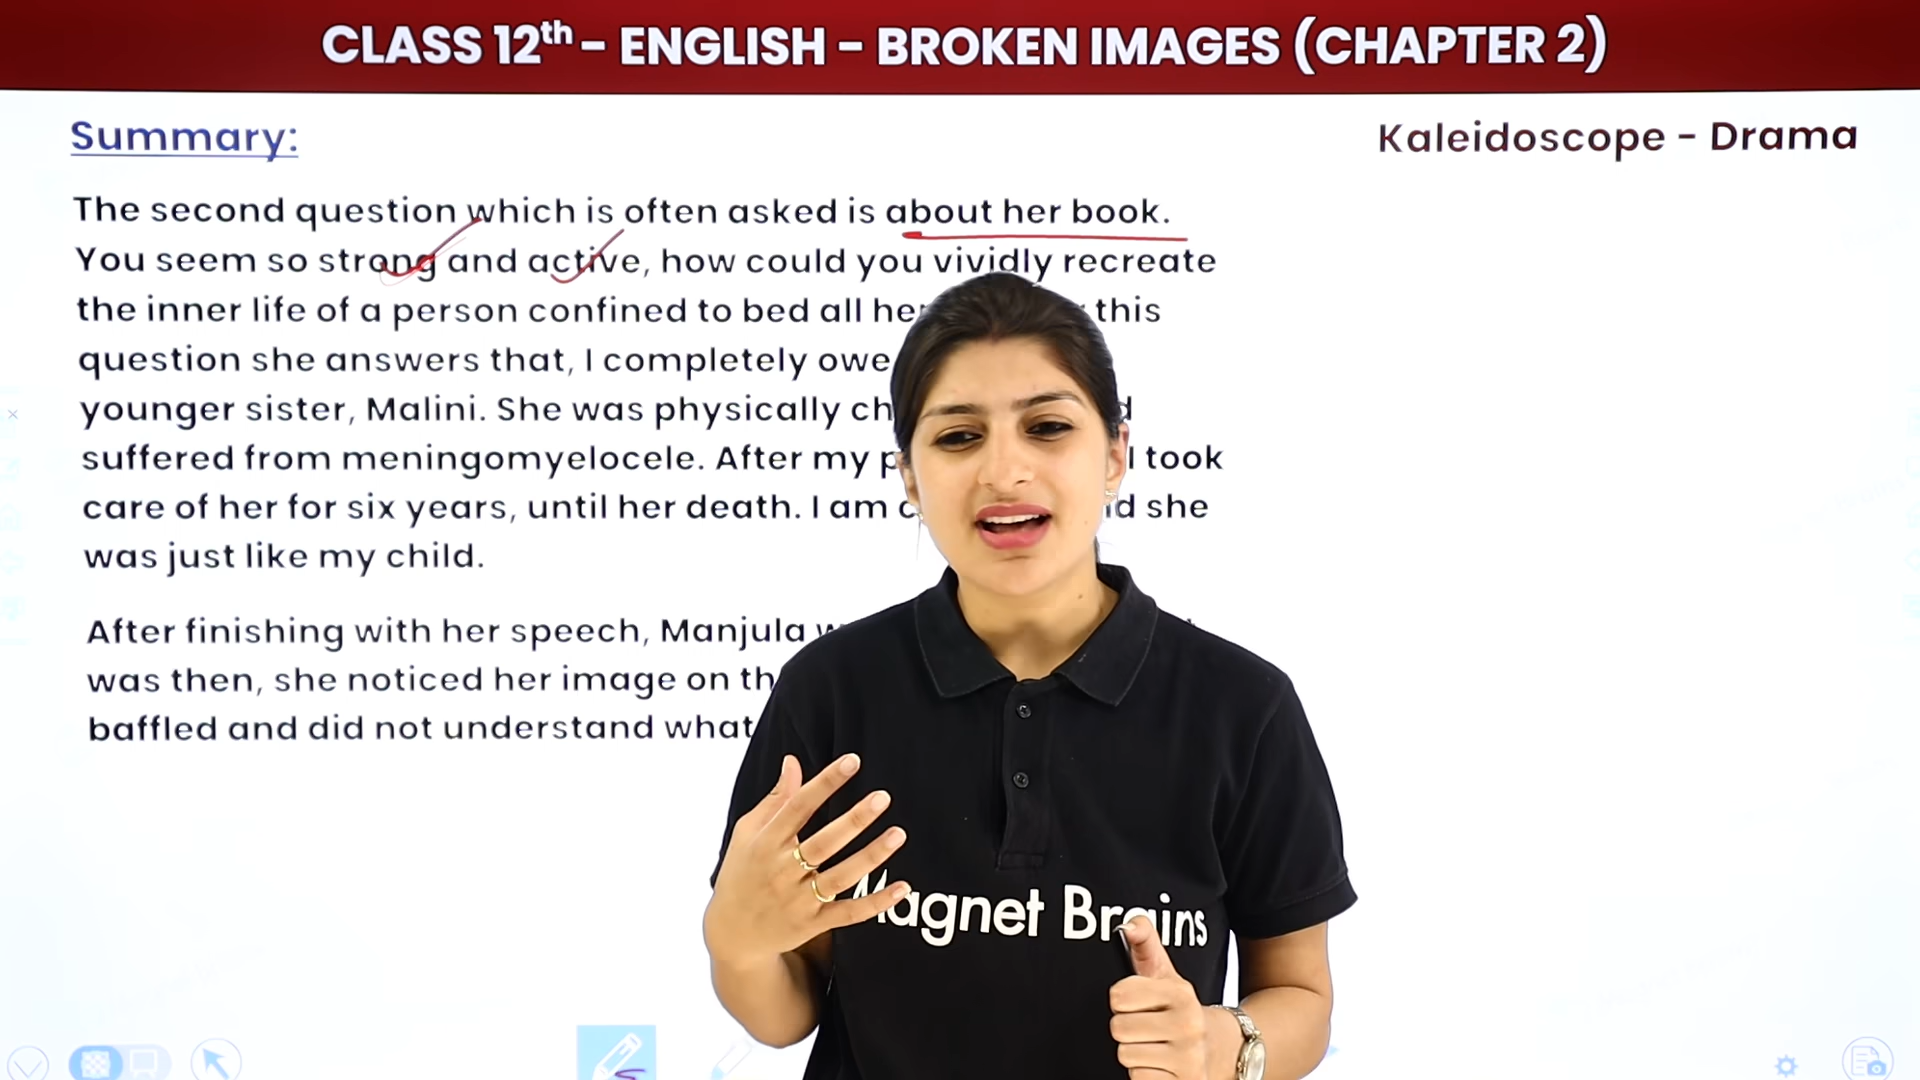 CLASS 12th - ENGLISH - BROKEN IMAGES (CHAPTER 2)
Summary:
Kaleidoscope - Drama
The second question which is often asked is about her book.
You seem so strong and active, how could you vividly recreate
the inner life of a person confined to bed all her this
question she answers that, I completely owe
younger sister, Malini. She was physically
suffered from meningomyelocele. After my I took
care of her for six years, until her death. I am she
was just like my child.
After finishing with her speech, Manjula
was then, she noticed her image on
baffled and did not understand what
Magnet Brains